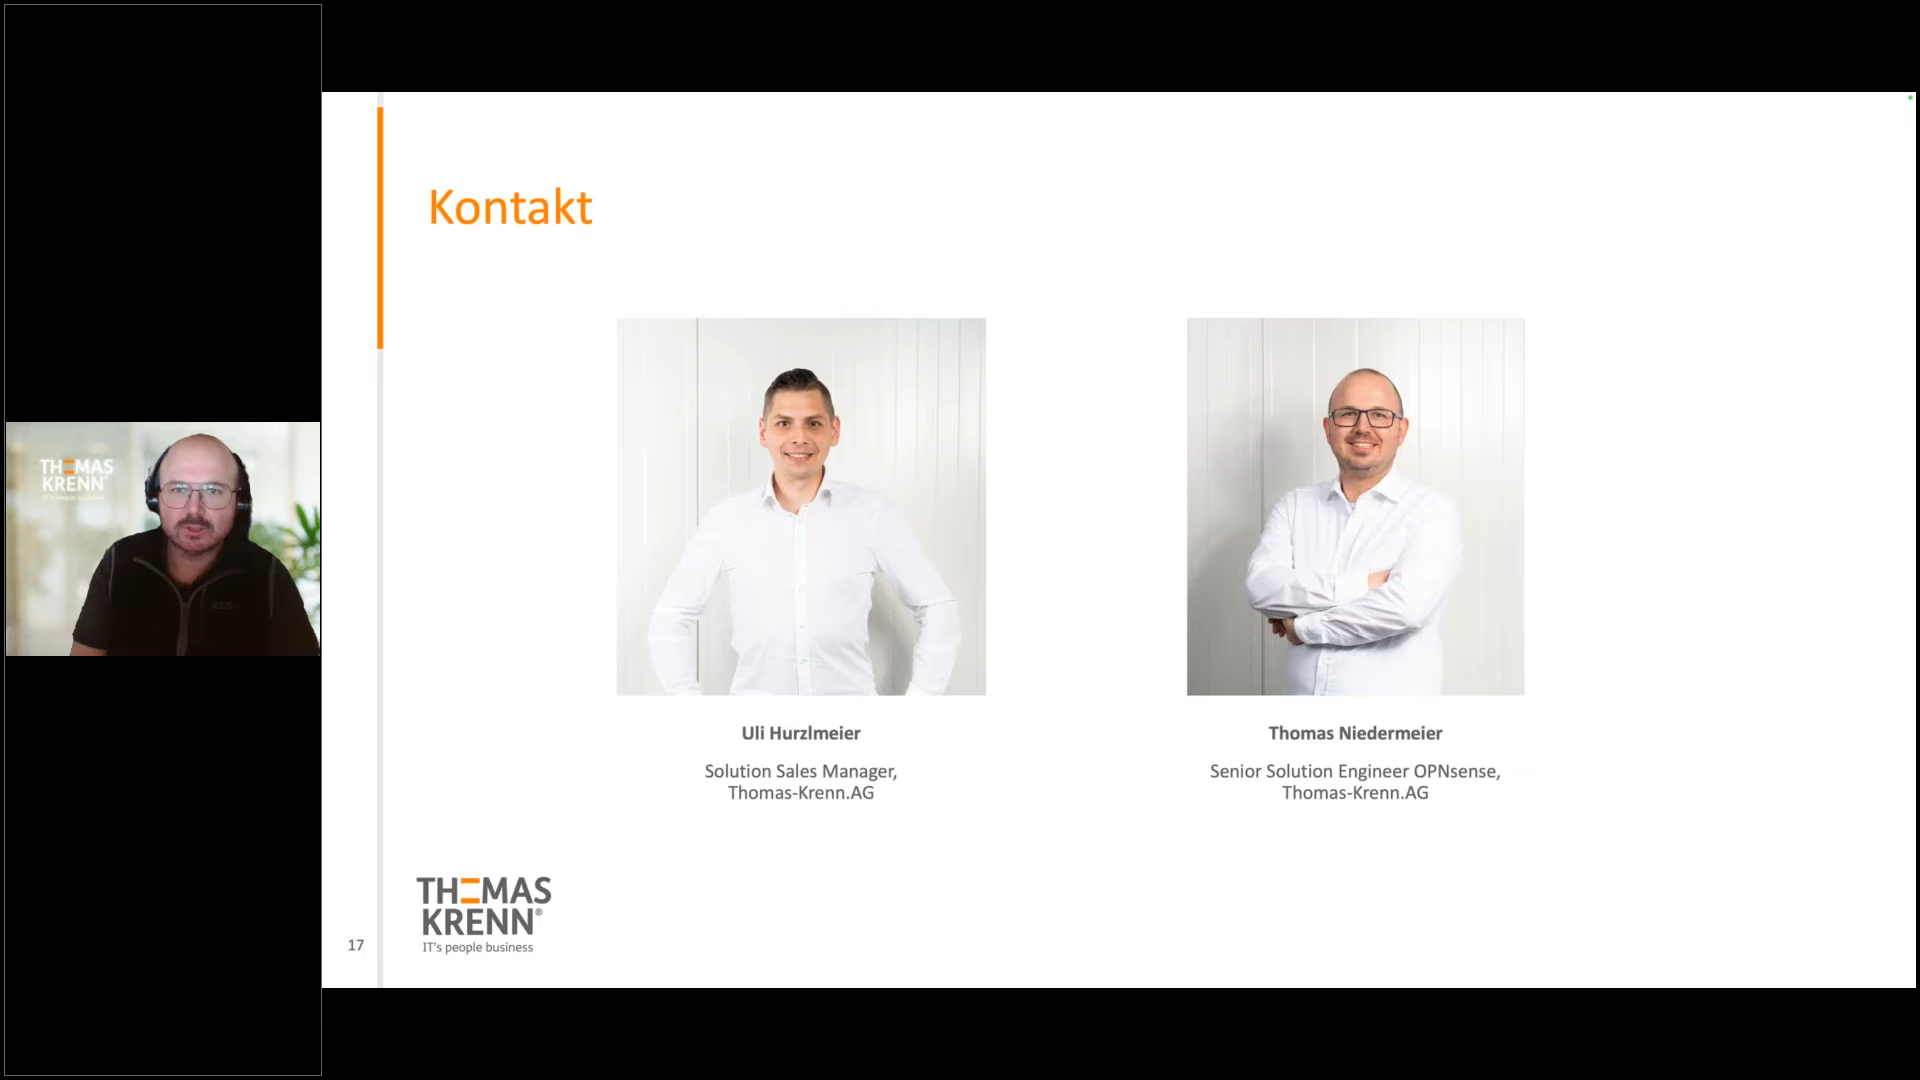 Kontakt
THOMAS
KRENN
Uli Hurzlmeier
Solution Sales Manager,
Thomas-Krenn.AG
Thomas Niedermeier
Senior Solution Engineer OPNsense,
Thomas-Krenn.AG
THOMAS
KRENN®
IT's people business
17